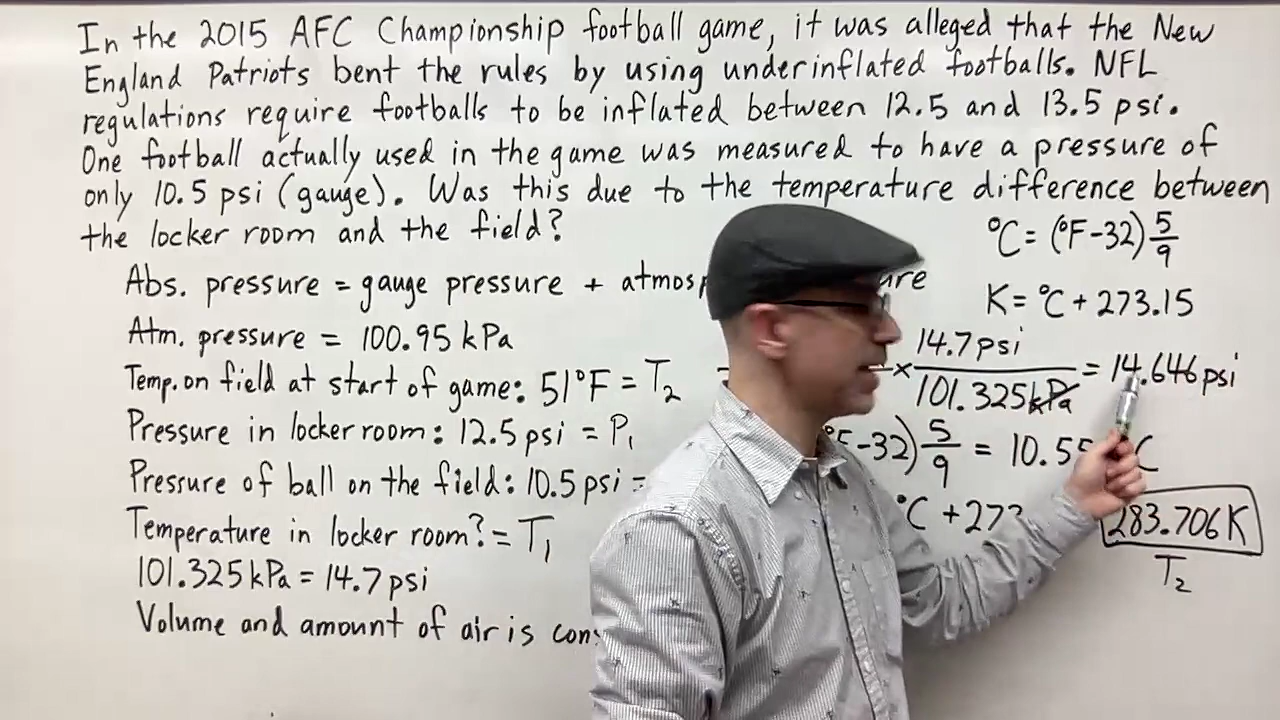 In the 2015 AFC Championship football game, it was alleged that the New
England Patriots bent the rules by using underinflated footballs. NFL
regulations require footballs to be inflated between 12.5 and 13.5 psi.
One football actually used in the game was measured to have a pressure of
only 10.5 psi (gauge). Was this due to the temperature difference between
the locker room and the field?
°C = (°F-32) 5/9
Abs. pressure = gauge pressure +
K = °C + 273.15
Atm. pressure = 100.95 kPa
× 14.7 psi / 101.325 kPa = 14.646 psi
Temp. on field at start of game: 51°F = T₂
Pressure in locker room: 12.5 psi = P₁
-32) 5/9 = 10.55
Pressure of ball on the field: 10.5 psi =
°C + 273
283.706 K
Temperature in locker room? = T₁
T₂
101.325 kPa = 14.7 psi
Volume and amount of air is